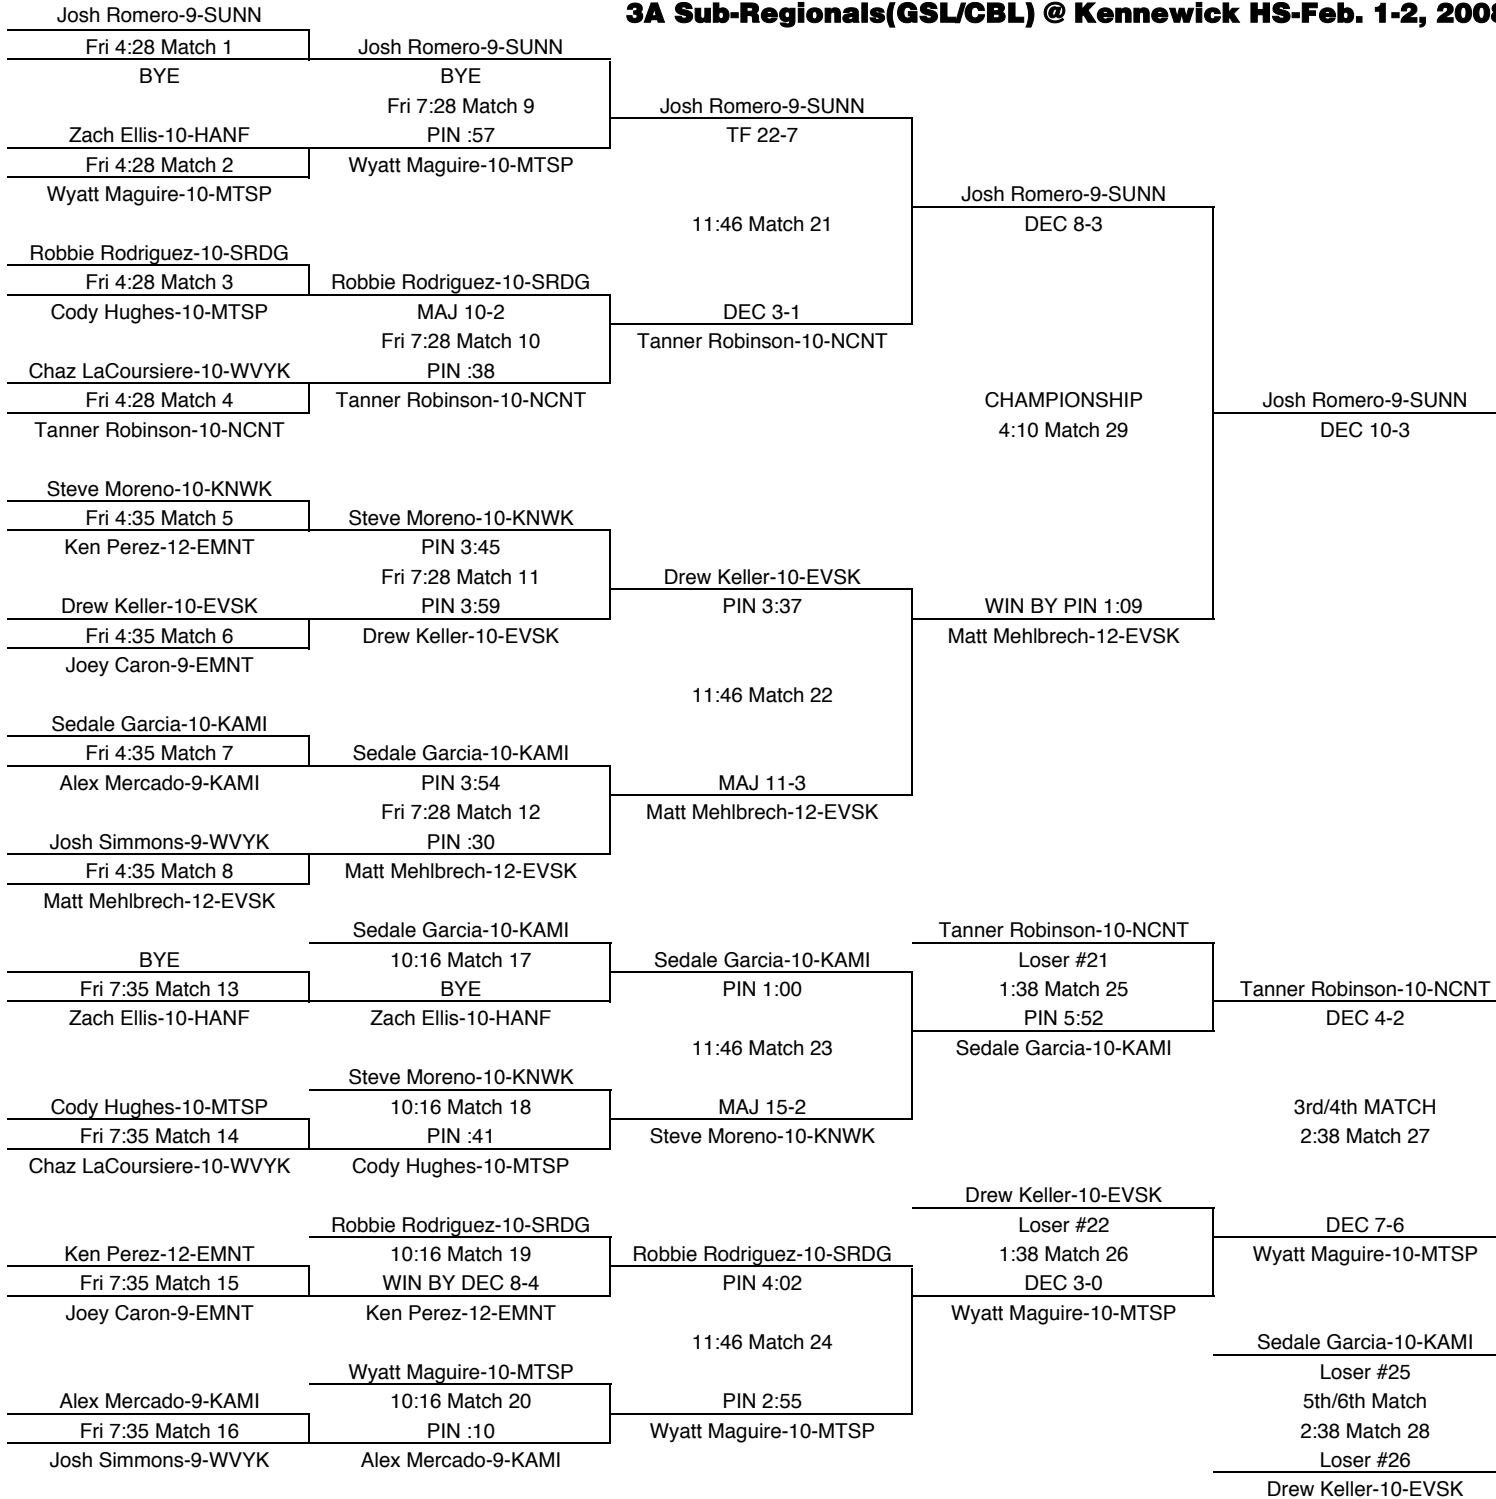 3A Sub-Regionals(GSL/CBL) @ Kennewick HS-Feb. 1-2, 2008
Josh Romero-9-SUNN
Fri 4:28 Match 1
BYE
Zach Ellis-10-HANF
Fri 4:28 Match 2
Wyatt Maguire-10-MTSP
Robbie Rodriguez-10-SRDG
Fri 4:28 Match 3
Cody Hughes-10-MTSP
Chaz LaCoursiere-10-WVYK
Fri 4:28 Match 4
Tanner Robinson-10-NCNT
Steve Moreno-10-KNWK
Fri 4:35 Match 5
Ken Perez-12-EMNT
Drew Keller-10-EVSK
Fri 4:35 Match 6
Joey Caron-9-EMNT
Sedale Garcia-10-KAMI
Fri 4:35 Match 7
Alex Mercado-9-KAMI
Josh Simmons-9-WVYK
Fri 4:35 Match 8
Matt Mehlbrech-12-EVSK
Josh Romero-9-SUNN
BYE
Fri 7:28 Match 9
PIN :57
Wyatt Maguire-10-MTSP
Robbie Rodriguez-10-SRDG
MAJ 10-2
Fri 7:28 Match 10
PIN :38
Tanner Robinson-10-NCNT
Steve Moreno-10-KNWK
PIN 3:45
Fri 7:28 Match 11
PIN 3:59
Drew Keller-10-EVSK
Sedale Garcia-10-KAMI
PIN 3:54
Fri 7:28 Match 12
PIN :30
Matt Mehlbrech-12-EVSK
Josh Romero-9-SUNN
TF 22-7
11:46 Match 21
DEC 3-1
Tanner Robinson-10-NCNT
Drew Keller-10-EVSK
PIN 3:37
11:46 Match 22
MAJ 11-3
Matt Mehlbrech-12-EVSK
Josh Romero-9-SUNN
DEC 8-3
CHAMPIONSHIP
4:10 Match 29
WIN BY PIN 1:09
Matt Mehlbrech-12-EVSK
Josh Romero-9-SUNN
DEC 10-3
BYE
Fri 7:35 Match 13
Zach Ellis-10-HANF
Cody Hughes-10-MTSP
Fri 7:35 Match 14
Chaz LaCoursiere-10-WVYK
Ken Perez-12-EMNT
Fri 7:35 Match 15
Joey Caron-9-EMNT
Alex Mercado-9-KAMI
Fri 7:35 Match 16
Josh Simmons-9-WVYK
Sedale Garcia-10-KAMI
10:16 Match 17
BYE
Zach Ellis-10-HANF
Steve Moreno-10-KNWK
10:16 Match 18
PIN :41
Cody Hughes-10-MTSP
Robbie Rodriguez-10-SRDG
10:16 Match 19
WIN BY DEC 8-4
Ken Perez-12-EMNT
Wyatt Maguire-10-MTSP
10:16 Match 20
PIN :10
Alex Mercado-9-KAMI
Sedale Garcia-10-KAMI
PIN 1:00
11:46 Match 23
MAJ 15-2
Steve Moreno-10-KNWK
Robbie Rodriguez-10-SRDG
PIN 4:02
11:46 Match 24
PIN 2:55
Wyatt Maguire-10-MTSP
Tanner Robinson-10-NCNT
Loser #21
1:38 Match 25
PIN 5:52
Sedale Garcia-10-KAMI
Drew Keller-10-EVSK
Loser #22
1:38 Match 26
DEC 3-0
Wyatt Maguire-10-MTSP
Tanner Robinson-10-NCNT
DEC 4-2
3rd/4th MATCH
2:38 Match 27
DEC 7-6
Wyatt Maguire-10-MTSP
Sedale Garcia-10-KAMI
Loser #25
5th/6th Match
2:38 Match 28
Loser #26
Drew Keller-10-EVSK